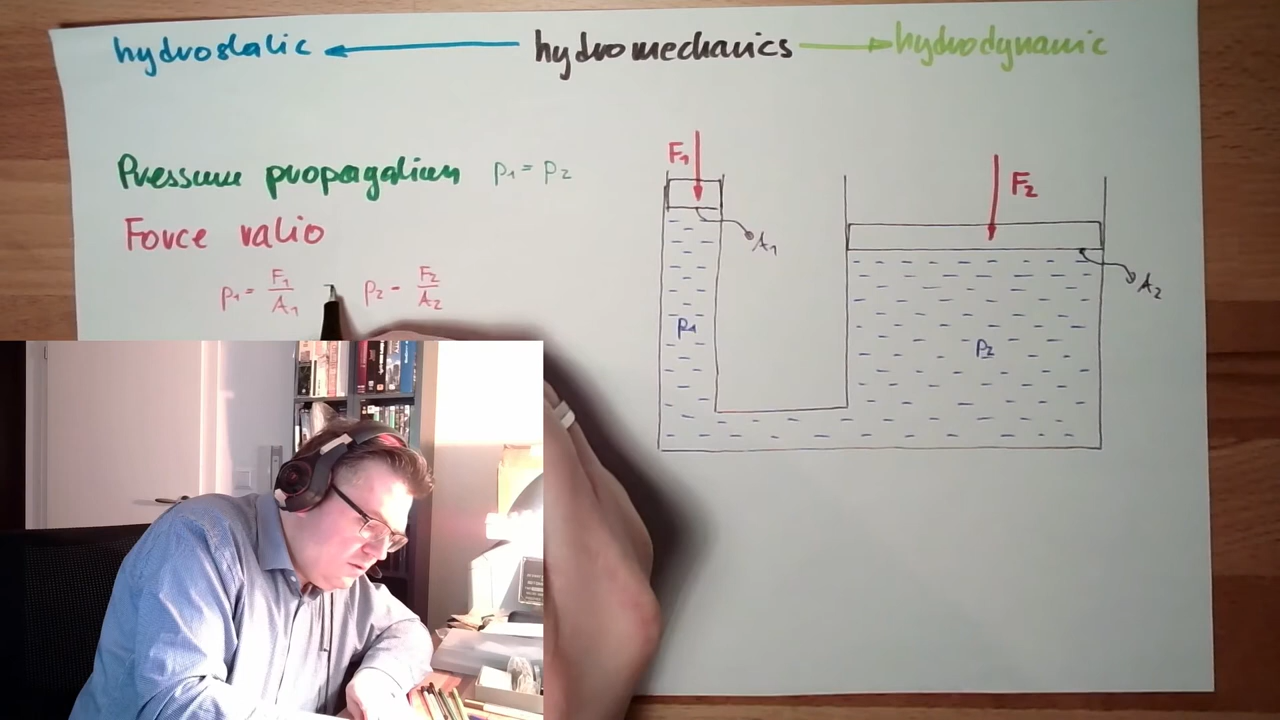 hydrostatic hydromechanics hydrodynamic
Pressure propagation p₁ = p₂
Force ratio
p₁ = F₁/A₁ p₂ = F₂/A₂
F₁
F₂
A₁
A₂
p₁
p₂